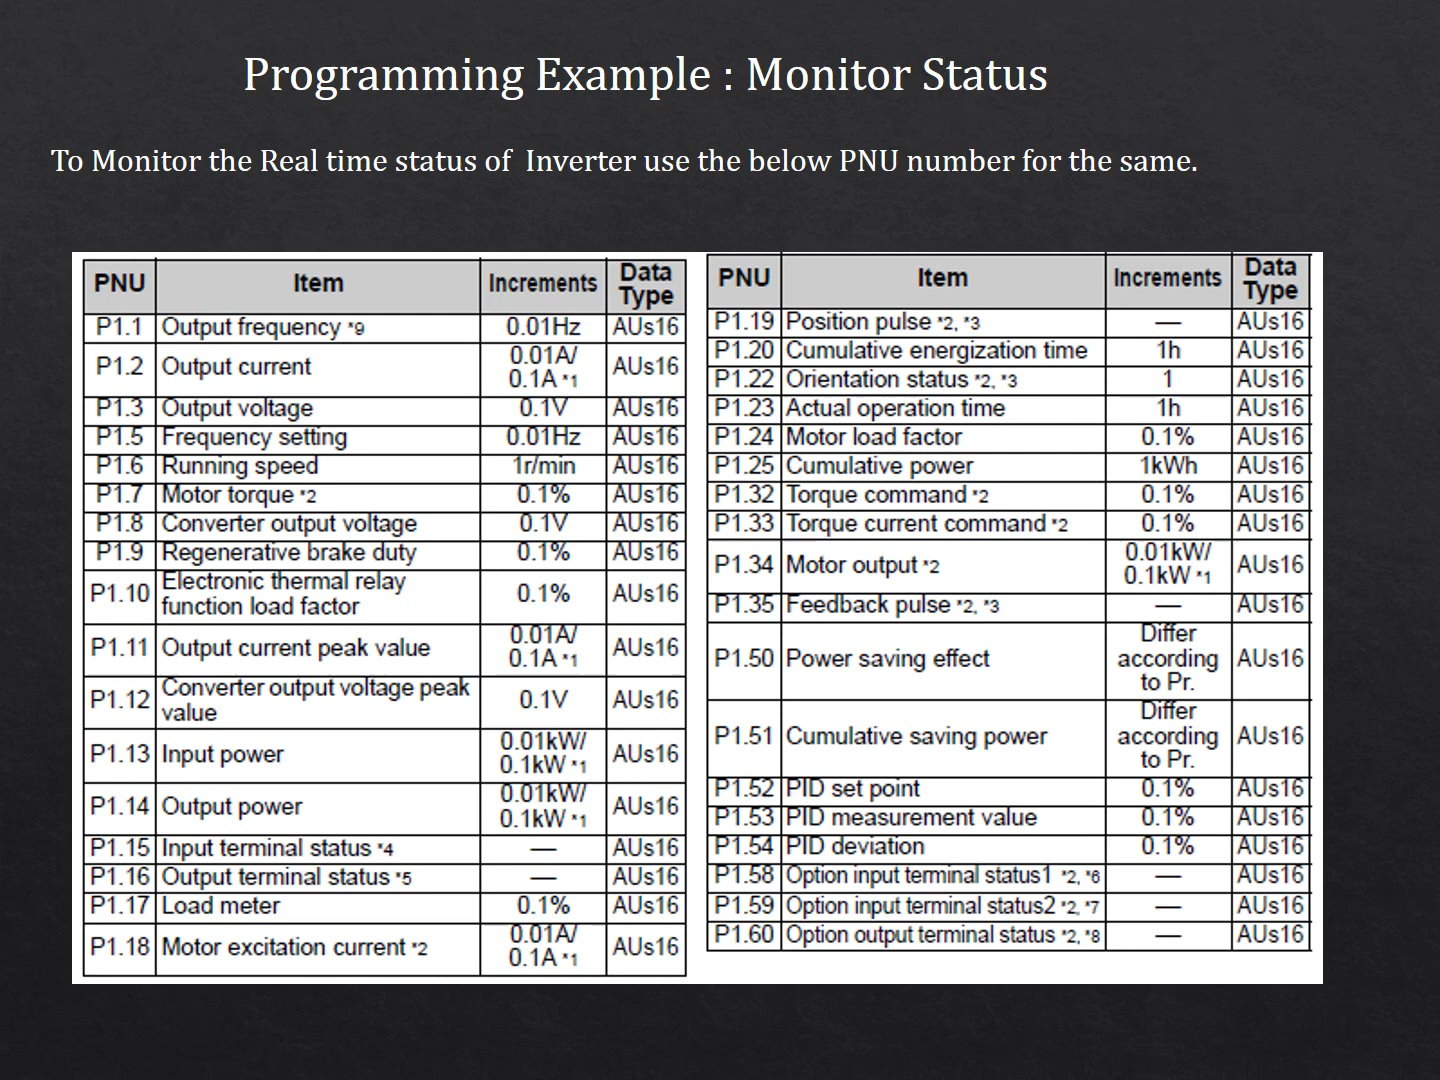 Programming Example : Monitor Status
To Monitor the Real time status of Inverter use the below PNU number for the same.
PNU Item Increments Data Type
P1.1 Output frequency *9 0.01Hz AUs16
P1.2 Output current 0.01A/ 0.1A *1 AUs16
P1.3 Output voltage 0.1V AUs16
P1.5 Frequency setting 0.01Hz AUs16
P1.6 Running speed 1r/min AUs16
P1.7 Motor torque *2 0.1% AUs16
P1.8 Converter output voltage 0.1V AUs16
P1.9 Regenerative brake duty 0.1% AUs16
P1.10 Electronic thermal relay function load factor 0.1% AUs16
P1.11 Output current peak value 0.01A/ 0.1A *1 AUs16
P1.12 Converter output voltage peak value 0.1V AUs16
P1.13 Input power 0.01kW/ 0.1kW *1 AUs16
P1.14 Output power 0.01kW/ 0.1kW *1 AUs16
P1.15 Input terminal status *4 — AUs16
P1.16 Output terminal status *5 — AUs16
P1.17 Load meter 0.1% AUs16
P1.18 Motor excitation current *2 0.01A/ 0.1A *1 AUs16
PNU Item Increments Data Type
P1.19 Position pulse *2, *3 — AUs16
P1.20 Cumulative energization time 1h AUs16
P1.22 Orientation status *2, *3 1 AUs16
P1.23 Actual operation time 1h AUs16
P1.24 Motor load factor 0.1% AUs16
P1.25 Cumulative power 1kWh AUs16
P1.32 Torque command *2 0.1% AUs16
P1.33 Torque current command *2 0.1% AUs16
P1.34 Motor output *2 0.01kW/ 0.1kW *1 AUs16
P1.35 Feedback pulse *2, *3 — AUs16
P1.50 Power saving effect Differ according to Pr. AUs16
P1.51 Cumulative saving power Differ according to Pr. AUs16
P1.52 PID set point 0.1% AUs16
P1.53 PID measurement value 0.1% AUs16
P1.54 PID deviation 0.1% AUs16
P1.58 Option input terminal status1 *2, *6 — AUs16
P1.59 Option input terminal status2 *2, *7 — AUs16
P1.60 Option output terminal status *2, *8 — AUs16